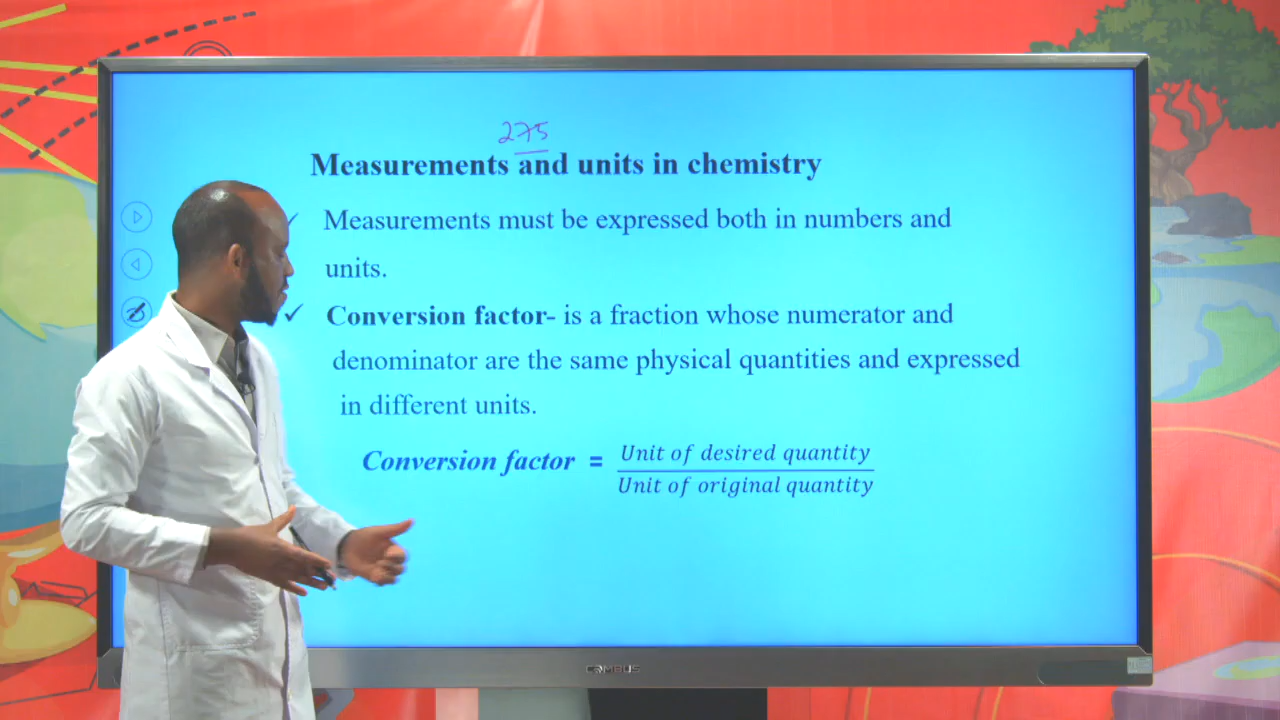 275
Measurements and units in chemistry
✓ Measurements must be expressed both in numbers and
units.
✓ Conversion factor- is a fraction whose numerator and
denominator are the same physical quantities and expressed
in different units.
Conversion factor = Unit of desired quantity
Unit of original quantity